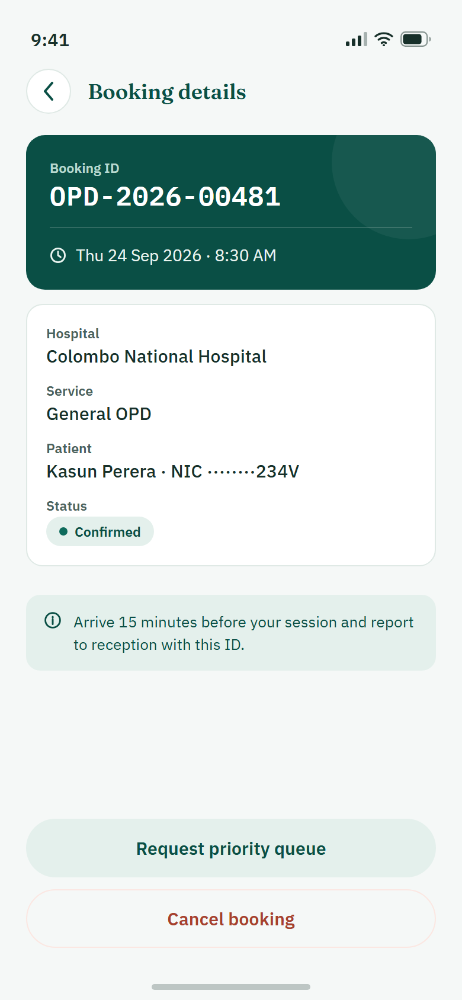 9:41
Booking details
Booking ID
OPD-2026-00481
Thu 24 Sep 2026 · 8:30 AM
Hospital
Colombo National Hospital
Service
General OPD
Patient
Kasun Perera · NIC ········234V
Status
Confirmed
Arrive 15 minutes before your session and report
to reception with this ID.
Request priority queue
Cancel booking